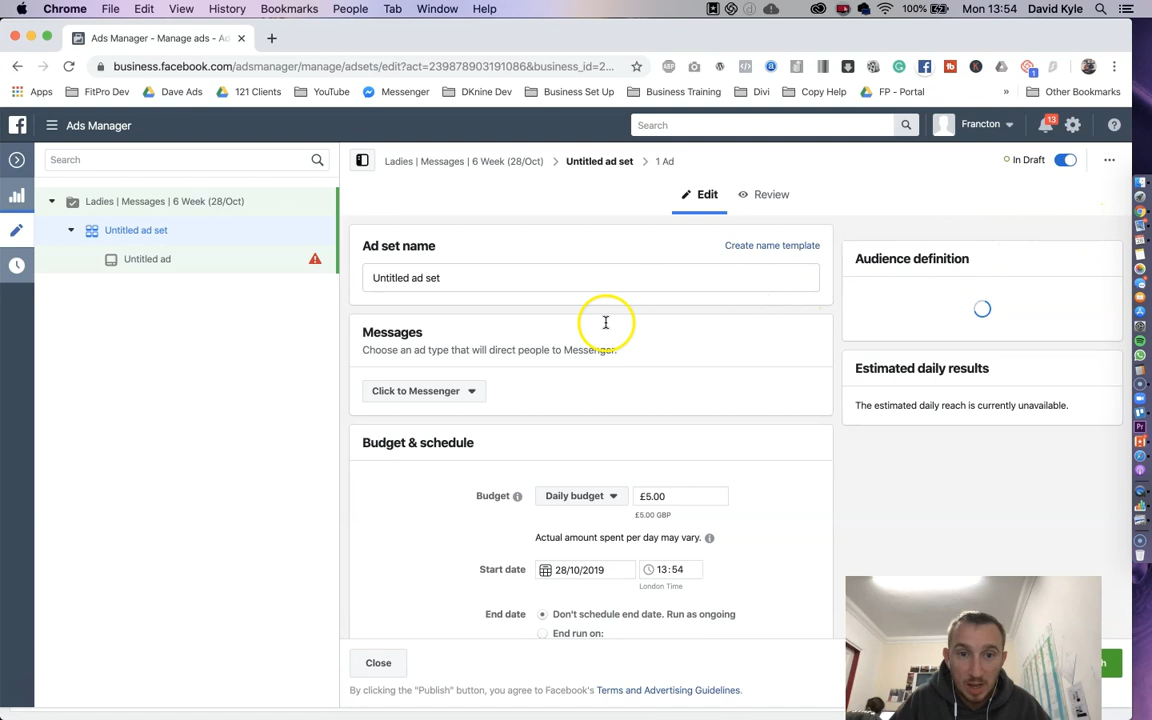 Chrome File Edit View History Bookmarks People Tab Window Help 100% Mon 13:54 David Kyle
Ads Manager - Manage ads - Ad
business.facebook.com/adsmanager/manage/adsets/edit?act=239878903191086&business_id=2...
Apps FitPro Dev Dave Ads 121 Clients YouTube Messenger DKnine Dev Business Set Up Business Training Divi Copy Help FP - Portal » Other Bookmarks
Ads Manager Search Francton 13
Search
Ladies | Messages | 6 Week (28/Oct) Untitled ad set 1 Ad In Draft
Edit Review
Ladies | Messages | 6 Week (28/Oct)
Untitled ad set
Untitled ad
Ad set name Create name template
Untitled ad set
Messages
Choose an ad type that will direct people to Messenger.
Click to Messenger
Budget & schedule
Budget Daily budget £5.00
£5.00 GBP
Actual amount spent per day may vary.
Start date 28/10/2019 13:54
London Time
End date Don't schedule end date. Run as ongoing
End run on:
Audience definition
Estimated daily results
The estimated daily reach is currently unavailable.
Close
By clicking the "Publish" button, you agree to Facebook's Terms and Advertising Guidelines.